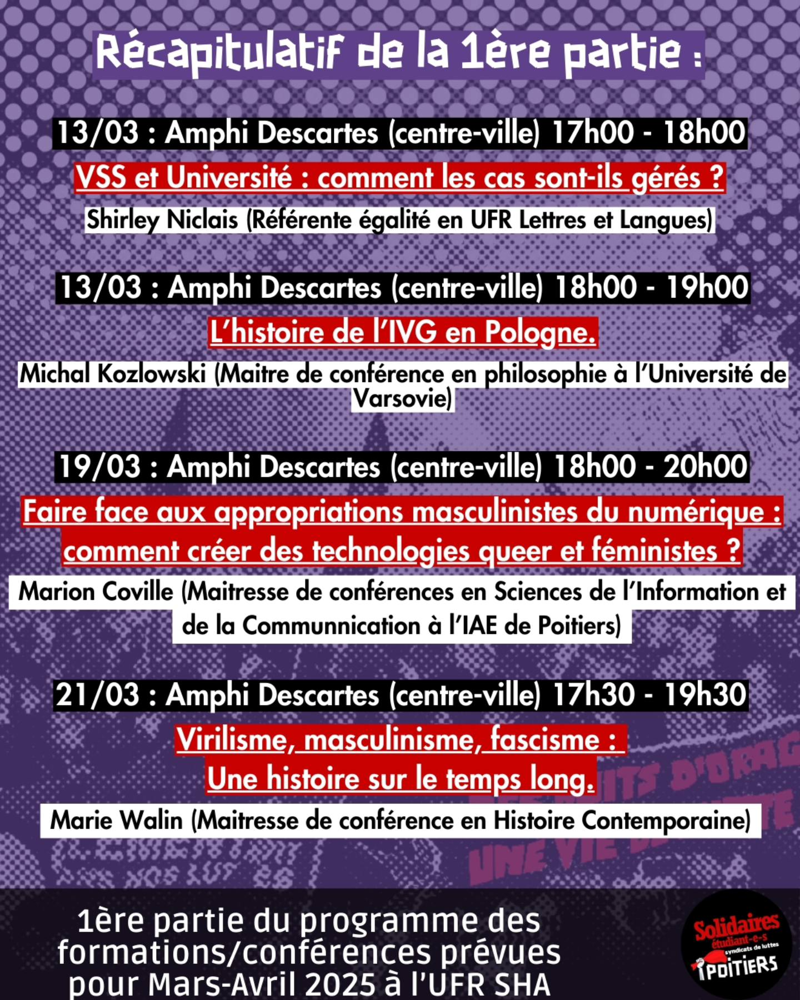 Récapitulatif de la 1ère partie :
13/03 : Amphi Descartes (centre-ville) 17h00 - 18h00
VSS et Université : comment les cas sont-ils gérés ?
Shirley Niclais (Référente égalité en UFR Lettres et Langues)
13/03 : Amphi Descartes (centre-ville) 18h00 - 19h00
L’histoire de l’IVG en Pologne.
Michal Kozlowski (Maitre de conférence en philosophie à l’Université de
Varsovie)
19/03 : Amphi Descartes (centre-ville) 18h00 - 20h00
Faire face aux appropriations masculinistes du numérique :
comment créer des technologies queer et féministes ?
Marion Coville (Maitresse de conférences en Sciences de l’Information et
de la Communnication à l’IAE de Poitiers)
21/03 : Amphi Descartes (centre-ville) 17h30 - 19h30
Virilisme, masculinisme, fascisme :
Une histoire sur le temps long.
Marie Walin (Maitresse de conférence en Histoire Contemporaine)
UNE VIE
1ère partie du programme des
formations/conférences prévues
pour Mars-Avril 2025 à l’UFR SHA
Solidaires
étudiant-e-s
syndicats de luttes
POITIERS